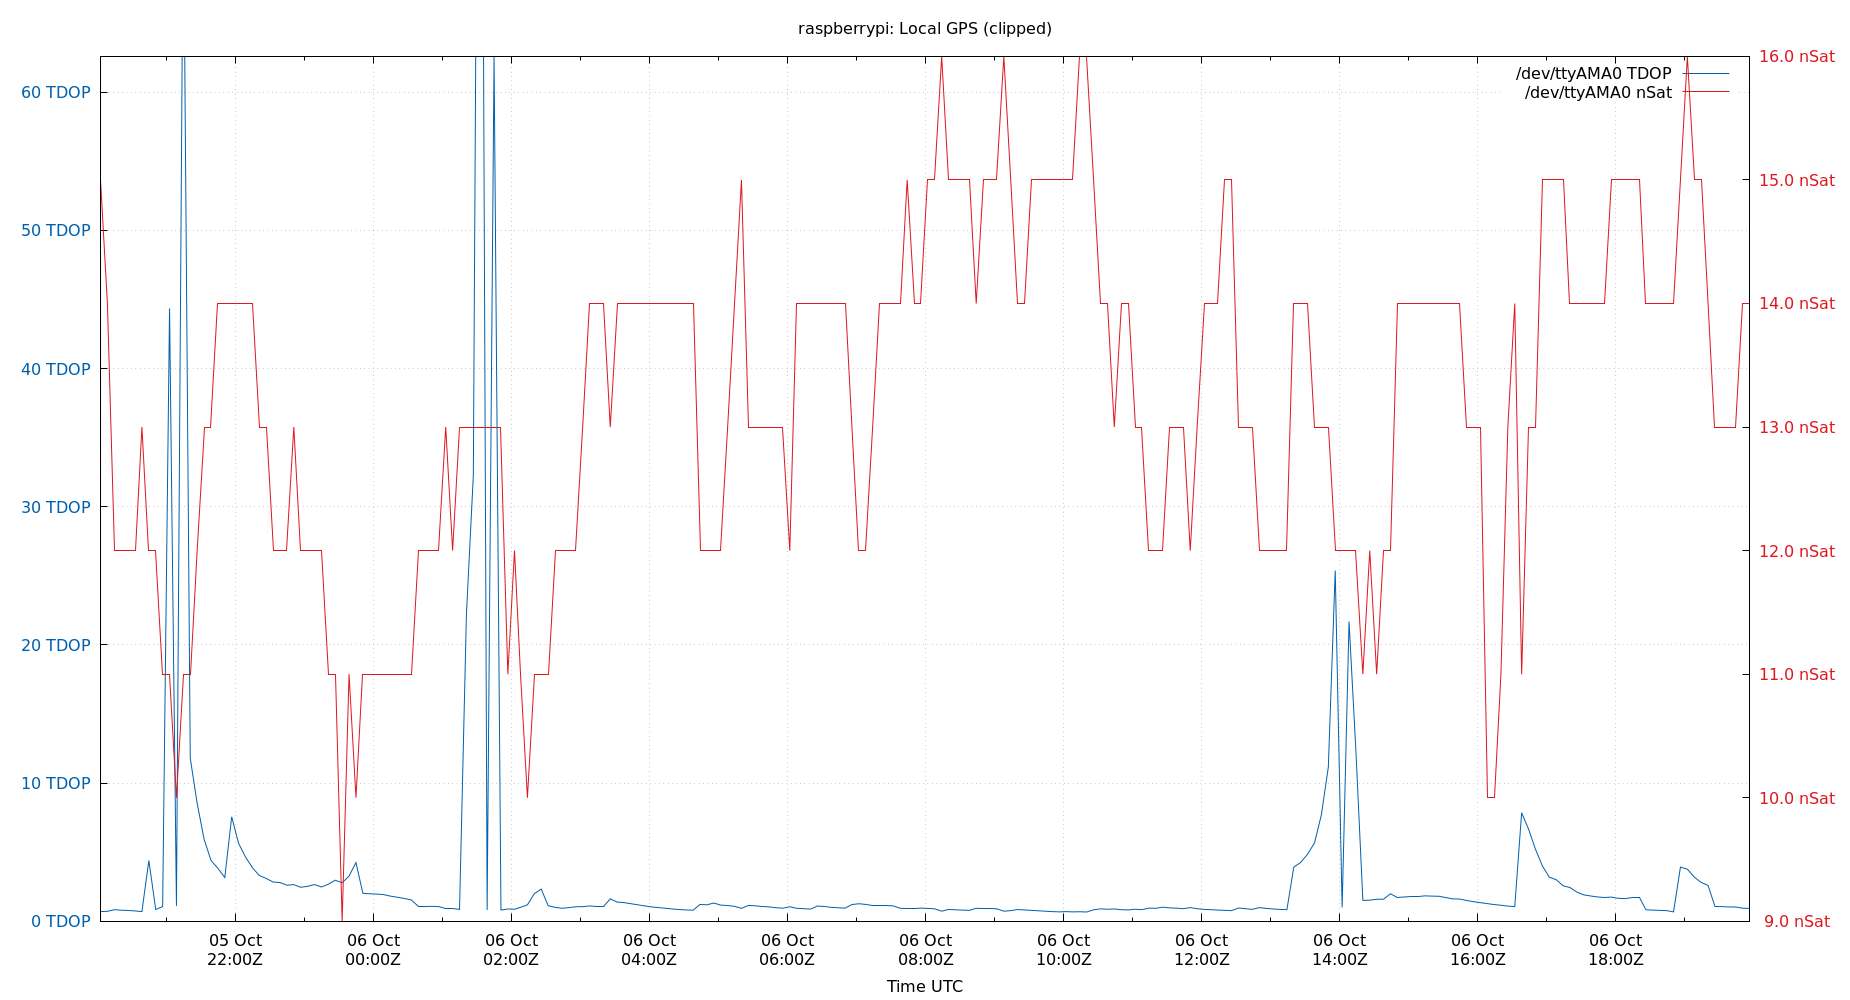 raspberrypi: Local GPS (clipped)
/dev/ttyAMA0 TDOP
/dev/ttyAMA0 nSat
60 TDOP
50 TDOP
40 TDOP
30 TDOP
20 TDOP
10 TDOP
0 TDOP
16.0 nSat
15.0 nSat
14.0 nSat
13.0 nSat
12.0 nSat
11.0 nSat
10.0 nSat
9.0 nSat
05 Oct
22:00Z
06 Oct
00:00Z
06 Oct
02:00Z
06 Oct
04:00Z
06 Oct
06:00Z
06 Oct
08:00Z
06 Oct
10:00Z
06 Oct
12:00Z
06 Oct
14:00Z
06 Oct
16:00Z
06 Oct
18:00Z
Time UTC